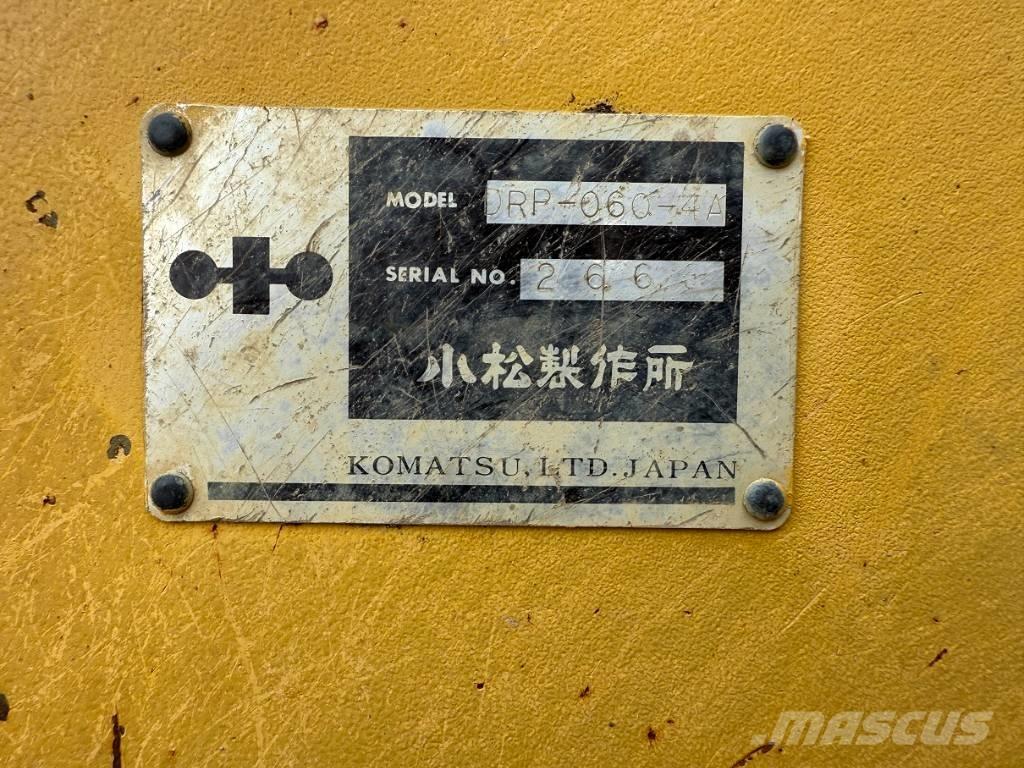 MODEL DRP-060-4A
SERIAL NO. 266
小松製作所
KOMATSU, LTD. JAPAN
MASCUS